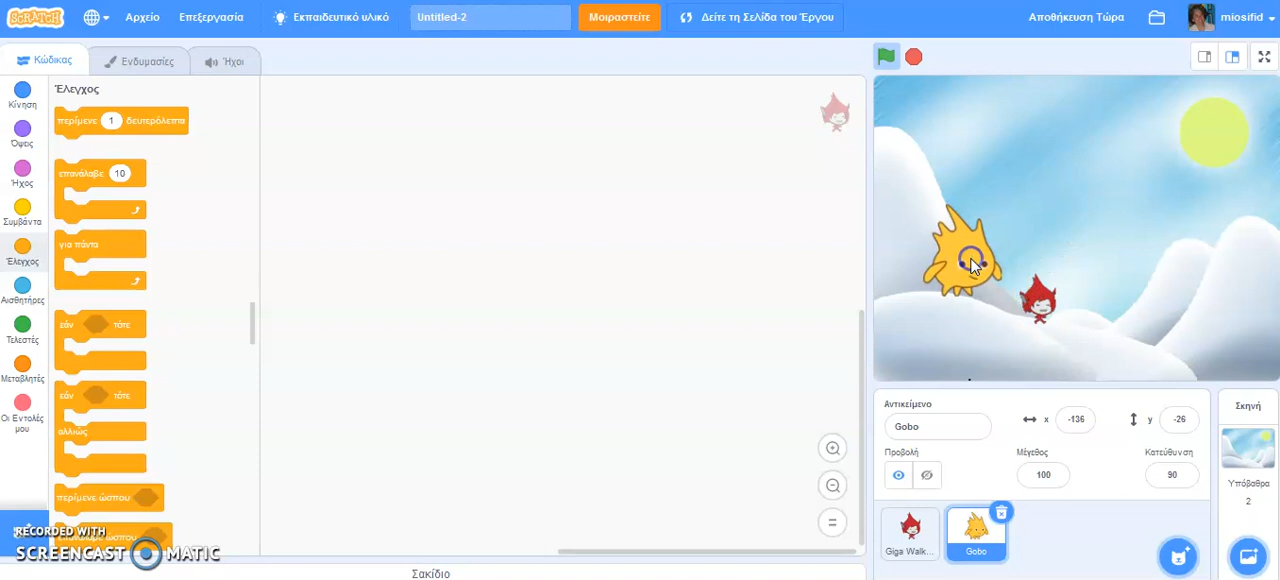 SCRATCH
Αρχείο
Επεξεργασία
Εκπαιδευτικό υλικό
Untitled-2
Μοιραστείτε
Δείτε τη Σελίδα του Έργου
Αποθήκευση Τώρα
miosifid
Κώδικας
Ενδυμασίες
Ήχοι
Κίνηση
Όψεις
Ήχος
Συμβάντα
Έλεγχος
Αισθητήρες
Τελεστές
Μεταβλητές
Οι Εντολές
μου
Έλεγχος
περίμενε 1 δευτερόλεπτα
επανάλαβε 10
για πάντα
εάν τότε
εάν τότε
αλλιώς
περίμενε ώσπου
επανάλαβε ώσπου
RECORDED WITH
SCREENCAST MATIC
Σακίδιο
Αντικείμενο
Gobo
x -136
y -26
Προβολή
Μέγεθος
100
Κατεύθυνση
90
Giga Walk...
Gobo
Σκηνή
Υπόβαθρα
2